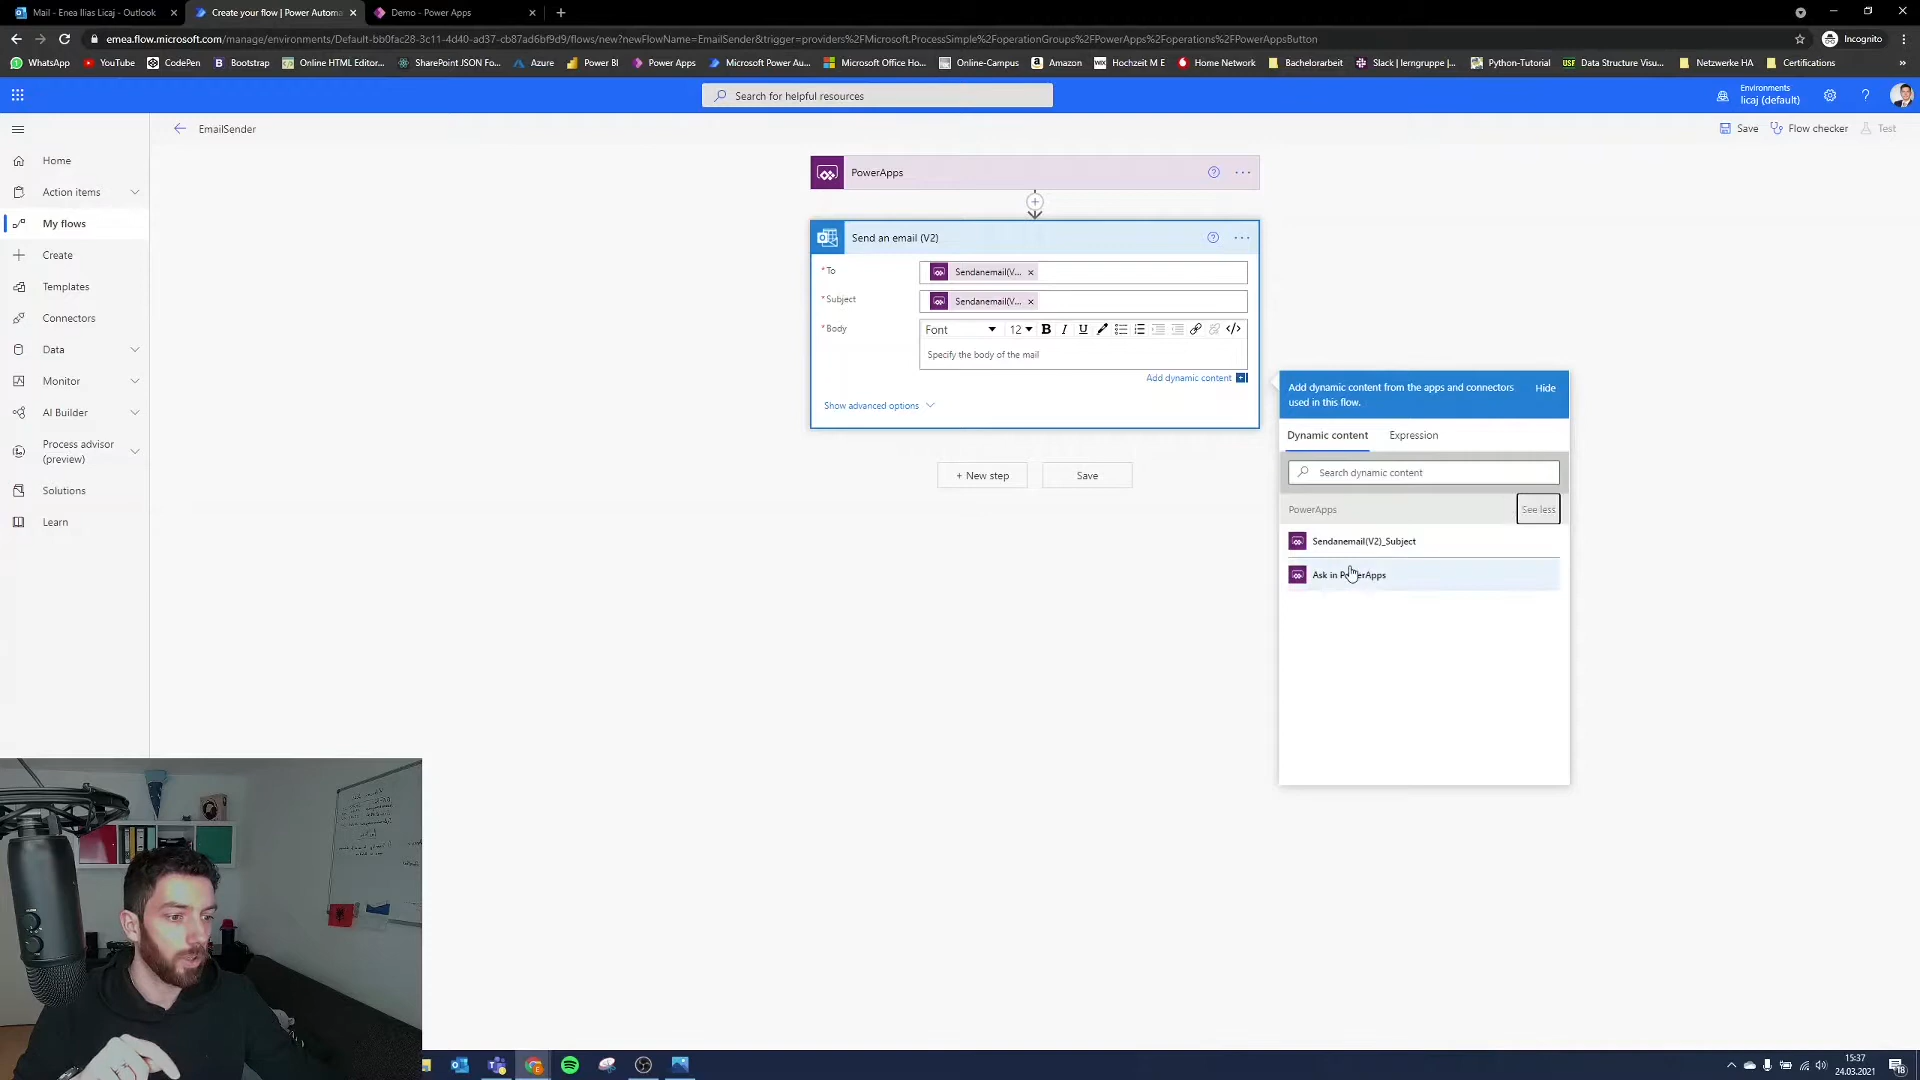 Mail - Enea Ilias Licaj - Outlook
Create your flow | Power Automa
Demo - Power Apps
emea.flow.microsoft.com/manage/environments/Default-bb0fac28-3c11-4d40-ad37-cb87ad6bf9d9/flows/new?newFlowName=EmailSender&trigger=providers%2FMicrosoft.ProcessSimple%2FoperationGroups%2FPowerApps%2Foperations%2FPowerAppsButton
Incognito
WhatsApp YouTube CodePen Bootstrap Online HTML Editor... SharePoint JSON Fo... Azure Power BI Power Apps Microsoft Power Au... Microsoft Office Ho... Online-Campus Amazon Hochzeit M E Home Network Bachelorarbeit Slack | lerngruppe |... Python-Tutorial Data Structure Visu... Netzwerke HA Certifications
Search for helpful resources
Environments
licaj (default)
EmailSender
Save
Flow checker
Test
Home
Action items
My flows
Create
Templates
Connectors
Data
Monitor
AI Builder
Process advisor
(preview)
Solutions
Learn
PowerApps
Send an email (V2)
* To
Sendanemail(V... ×
* Subject
Sendanemail(V... ×
* Body
Font 12 B I U </>
Specify the body of the mail
Add dynamic content
Show advanced options
+ New step
Save
Add dynamic content from the apps and connectors
used in this flow.
Hide
Dynamic content
Expression
Search dynamic content
PowerApps
See less
Sendanemail(V2)_Subject
Ask in PowerApps
15:37
24.03.2021